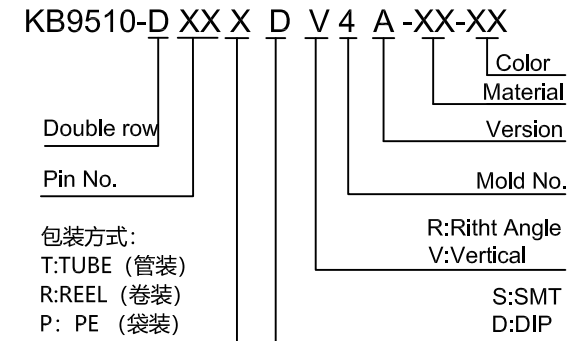 KB9510-D XX X D V 4 A -XX-XX
Color
Material
Double row
Version
Pin No.
Mold No.
包装方式：
T:TUBE（管装）
R:REEL（卷装）
P：PE （袋装）
R:Ritht Angle
V:Vertical
S:SMT
D:DIP